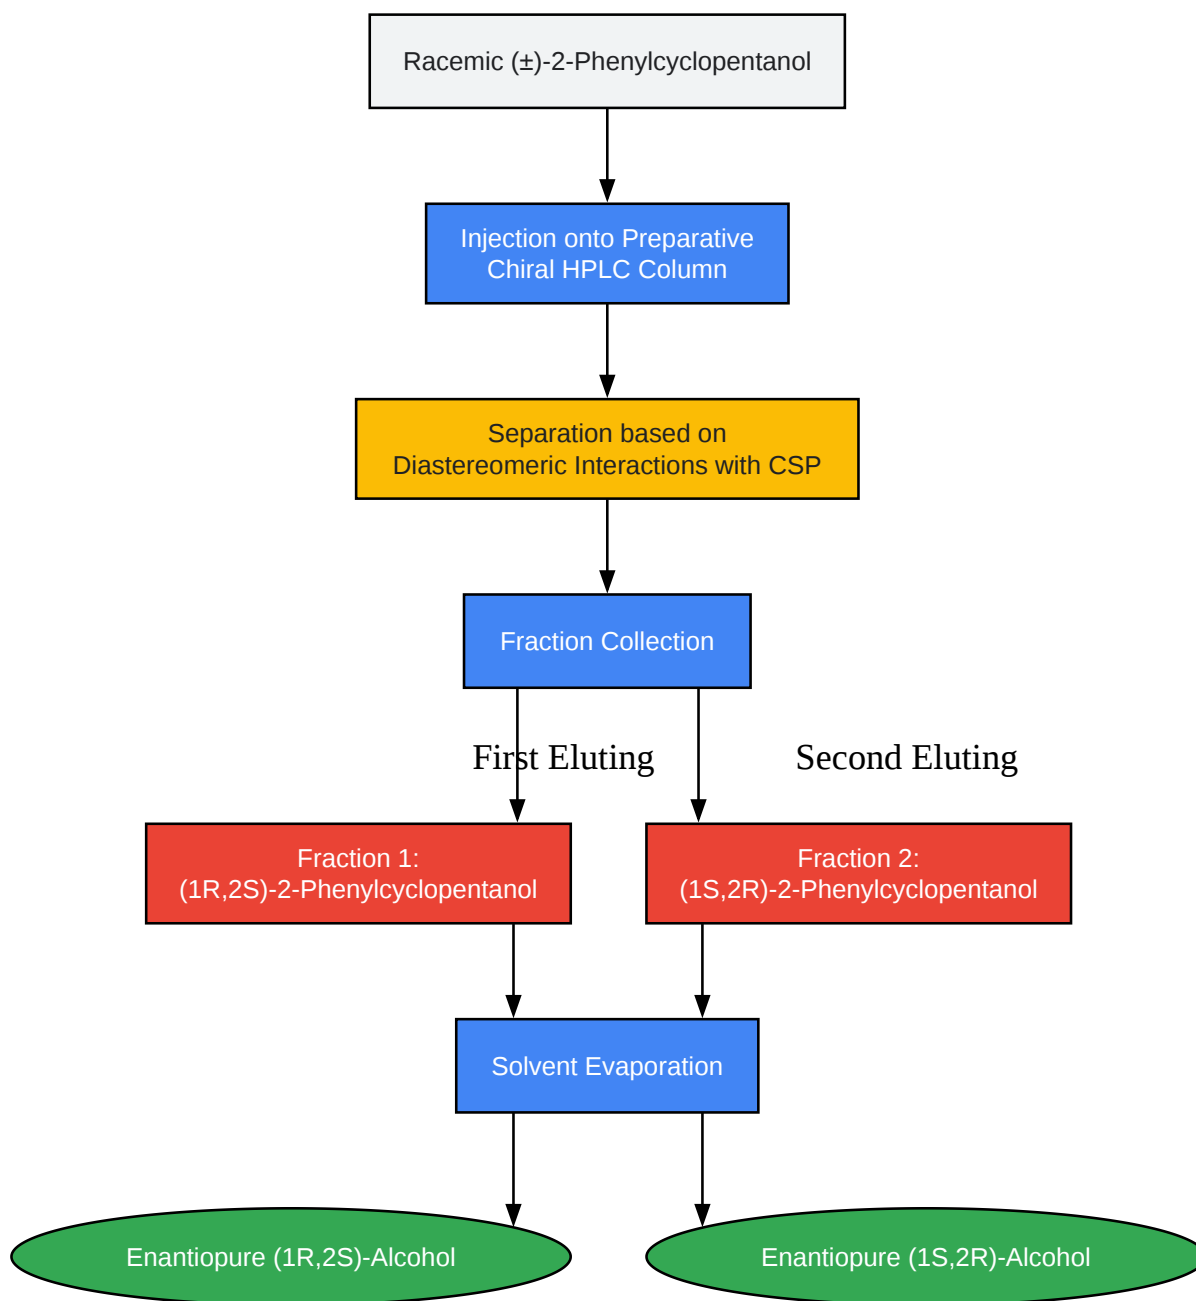 Racemic (±)-2-Phenylcyclopentanol
Injection onto Preparative
Chiral HPLC Column
Separation based on
Diastereomeric Interactions with CSP
Fraction Collection
First Eluting
Second Eluting
Fraction 1:
(1R,2S)-2-Phenylcyclopentanol
Fraction 2:
(1S,2R)-2-Phenylcyclopentanol
Solvent Evaporation
Enantiopure (1R,2S)-Alcohol
Enantiopure (1S,2R)-Alcohol